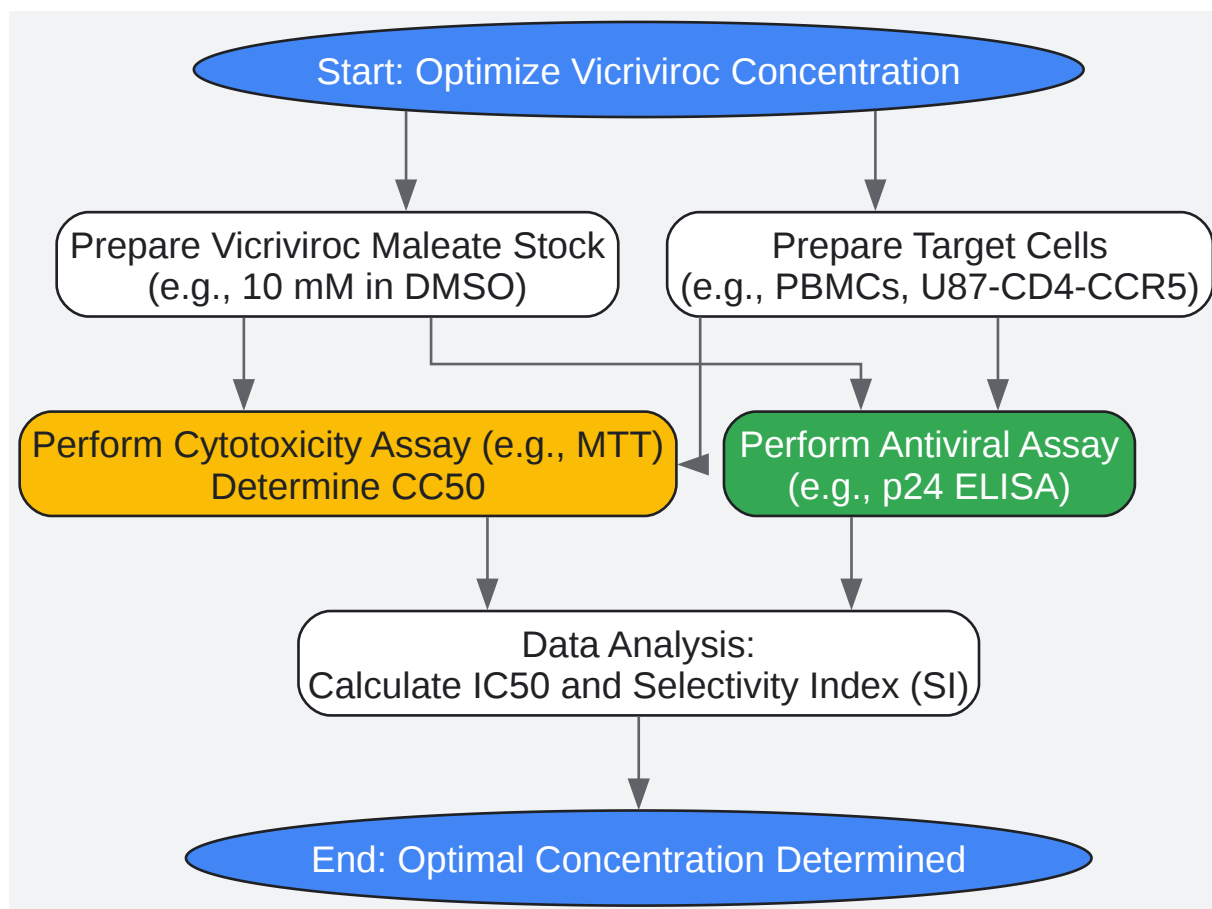 Start: Optimize Vicriviroc Concentration
Prepare Vicriviroc Maleate Stock
(e.g., 10 mM in DMSO)
Prepare Target Cells
(e.g., PBMCs, U87-CD4-CCR5)
Perform Cytotoxicity Assay (e.g., MTT)
Determine CC50
Perform Antiviral Assay
(e.g., p24 ELISA)
Data Analysis:
Calculate IC50 and Selectivity Index (SI)
End: Optimal Concentration Determined